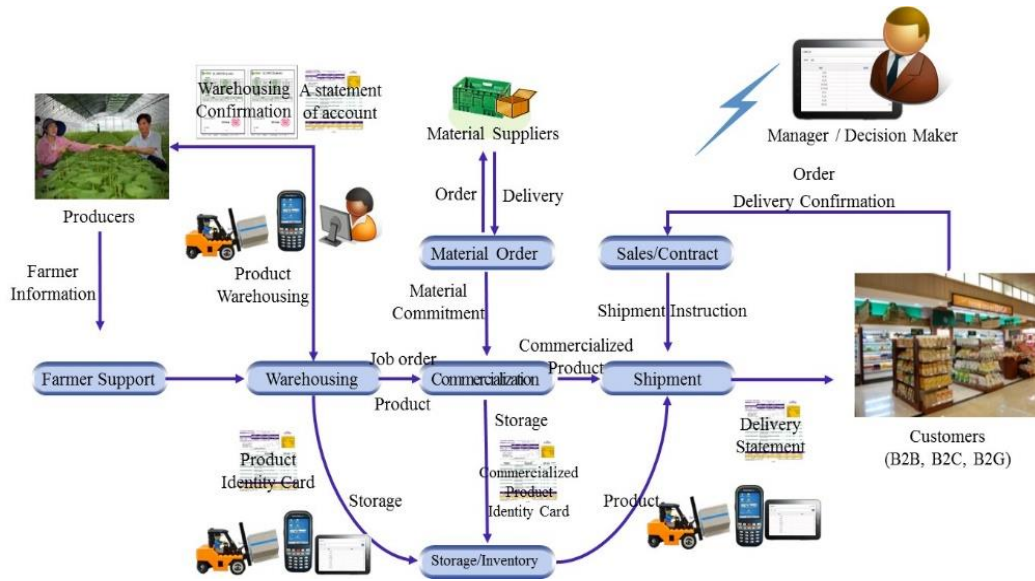 Warehousing
Confirmation
A statement
of account
Material Suppliers
Manager / Decision Maker
Producers
Order
Delivery
Order
Delivery Confirmation
Farmer
Information
Product
Warehousing
Material Order
Sales/Contract
Material
Commitment
Shipment Instruction
Farmer Support
Warehousing
Job order
Product
Commercialization
Commercialized
Product
Shipment
Customers
(B2B, B2C, B2G)
Product
Identity Card
Storage
Storage
Commercialized
Product
Identity Card
Product
Delivery
Statement
Storage/Inventory